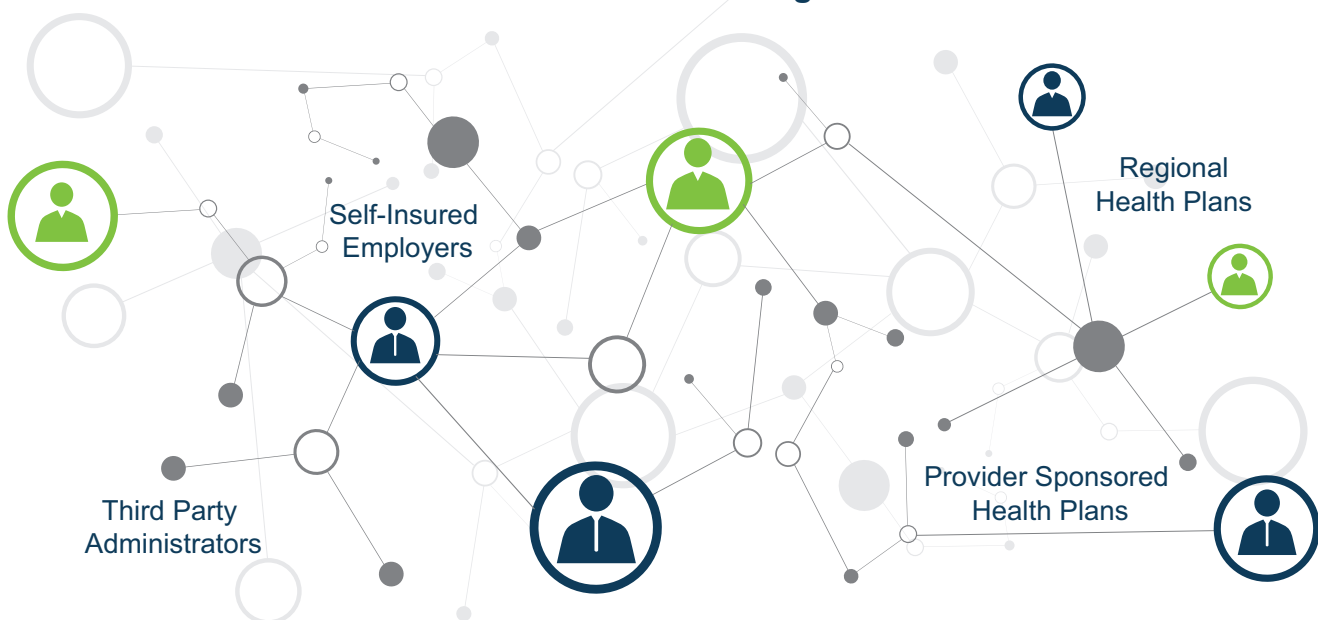 Regional
Health Plans
Self-Insured
Employers
Provider Sponsored
Health Plans
Third Party
Administrators